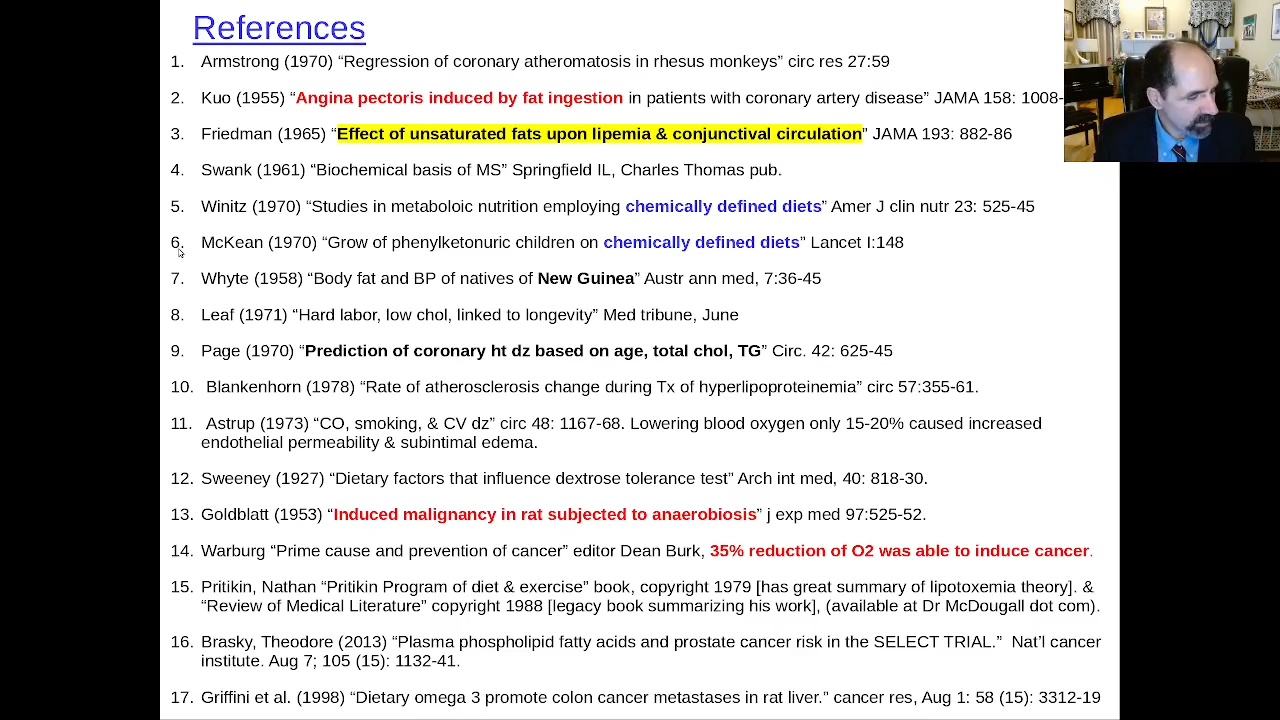 References
1. Armstrong (1970) “Regression of coronary atheromatosis in rhesus monkeys” circ res 27:59
2. Kuo (1955) “Angina pectoris induced by fat ingestion in patients with coronary artery disease” JAMA 158: 1008-
3. Friedman (1965) “Effect of unsaturated fats upon lipemia & conjunctival circulation” JAMA 193: 882-86
4. Swank (1961) “Biochemical basis of MS” Springfield IL, Charles Thomas pub.
5. Winitz (1970) “Studies in metaboloic nutrition employing chemically defined diets” Amer J clin nutr 23: 525-45
6. McKean (1970) “Grow of phenylketonuric children on chemically defined diets” Lancet I:148
7. Whyte (1958) “Body fat and BP of natives of New Guinea” Austr ann med, 7:36-45
8. Leaf (1971) “Hard labor, low chol, linked to longevity” Med tribune, June
9. Page (1970) “Prediction of coronary ht dz based on age, total chol, TG” Circ. 42: 625-45
10. Blankenhorn (1978) “Rate of atherosclerosis change during Tx of hyperlipoproteinemia” circ 57:355-61.
11. Astrup (1973) “CO, smoking, & CV dz” circ 48: 1167-68. Lowering blood oxygen only 15-20% caused increased
endothelial permeability & subintimal edema.
12. Sweeney (1927) “Dietary factors that influence dextrose tolerance test” Arch int med, 40: 818-30.
13. Goldblatt (1953) “Induced malignancy in rat subjected to anaerobiosis” j exp med 97:525-52.
14. Warburg “Prime cause and prevention of cancer” editor Dean Burk, 35% reduction of O2 was able to induce cancer.
15. Pritikin, Nathan “Pritikin Program of diet & exercise” book, copyright 1979 [has great summary of lipotoxemia theory]. &
“Review of Medical Literature” copyright 1988 [legacy book summarizing his work], (available at Dr McDougall dot com).
16. Brasky, Theodore (2013) “Plasma phospholipid fatty acids and prostate cancer risk in the SELECT TRIAL.” Nat’l cancer
institute. Aug 7; 105 (15): 1132-41.
17. Griffini et al. (1998) “Dietary omega 3 promote colon cancer metastases in rat liver.” cancer res, Aug 1: 58 (15): 3312-19